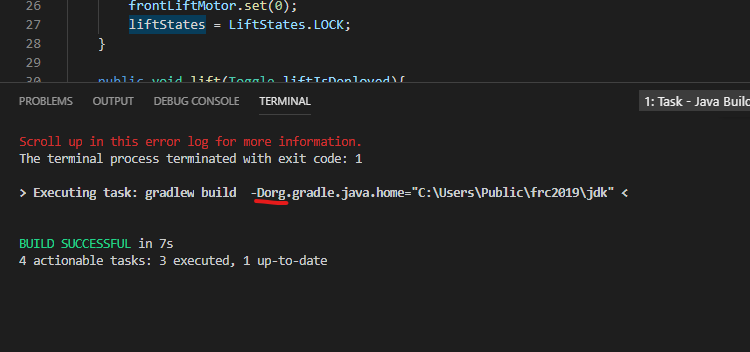 26 frontLiftMotor.set(0);
27 liftStates = LiftStates.LOCK;
28 }
29
30 public void lift(Toggle liftIsDeployed){
PROBLEMS OUTPUT DEBUG CONSOLE TERMINAL 1: Task - Java Build
Scroll up in this error log for more information.
The terminal process terminated with exit code: 1
> Executing task: gradlew build  -Dorg.gradle.java.home="C:\Users\Public\frc2019\jdk" <
BUILD SUCCESSFUL in 7s
4 actionable tasks: 3 executed, 1 up-to-date